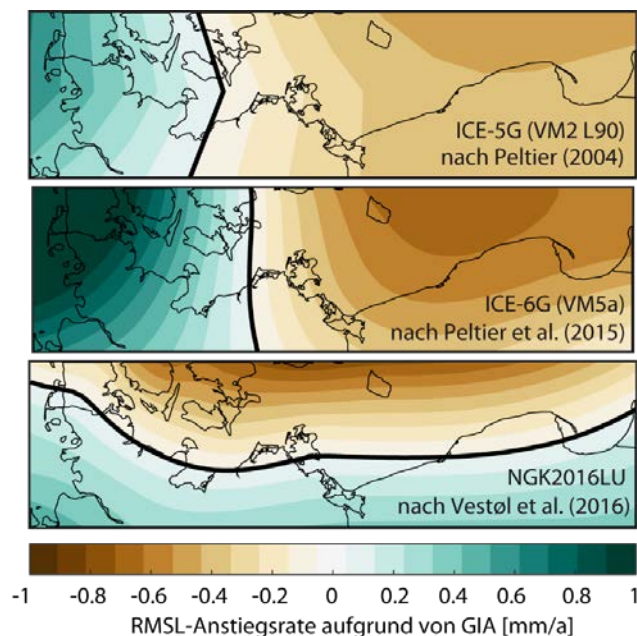 ICE-5G (VM2 L90)
nach Peltier (2004)
ICE-6G (VM5a)
nach Peltier et al. (2015)
NGK2016LU
nach Vestøl et al. (2016)
-1 -0.8 -0.6 -0.4 -0.2 0 0.2 0.4 0.6 0.8 1
RMSL-Anstiegsrate aufgrund von GIA [mm/a]